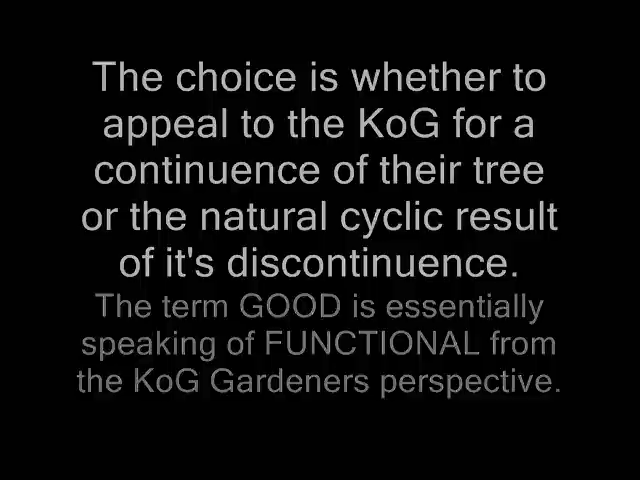 The choice is whether to
appeal to the KoG for a
continuence of their tree
or the natural cyclic result
of it's discontinuence.
The term GOOD is essentially
speaking of FUNCTIONAL from
the KoG Gardeners perspective.